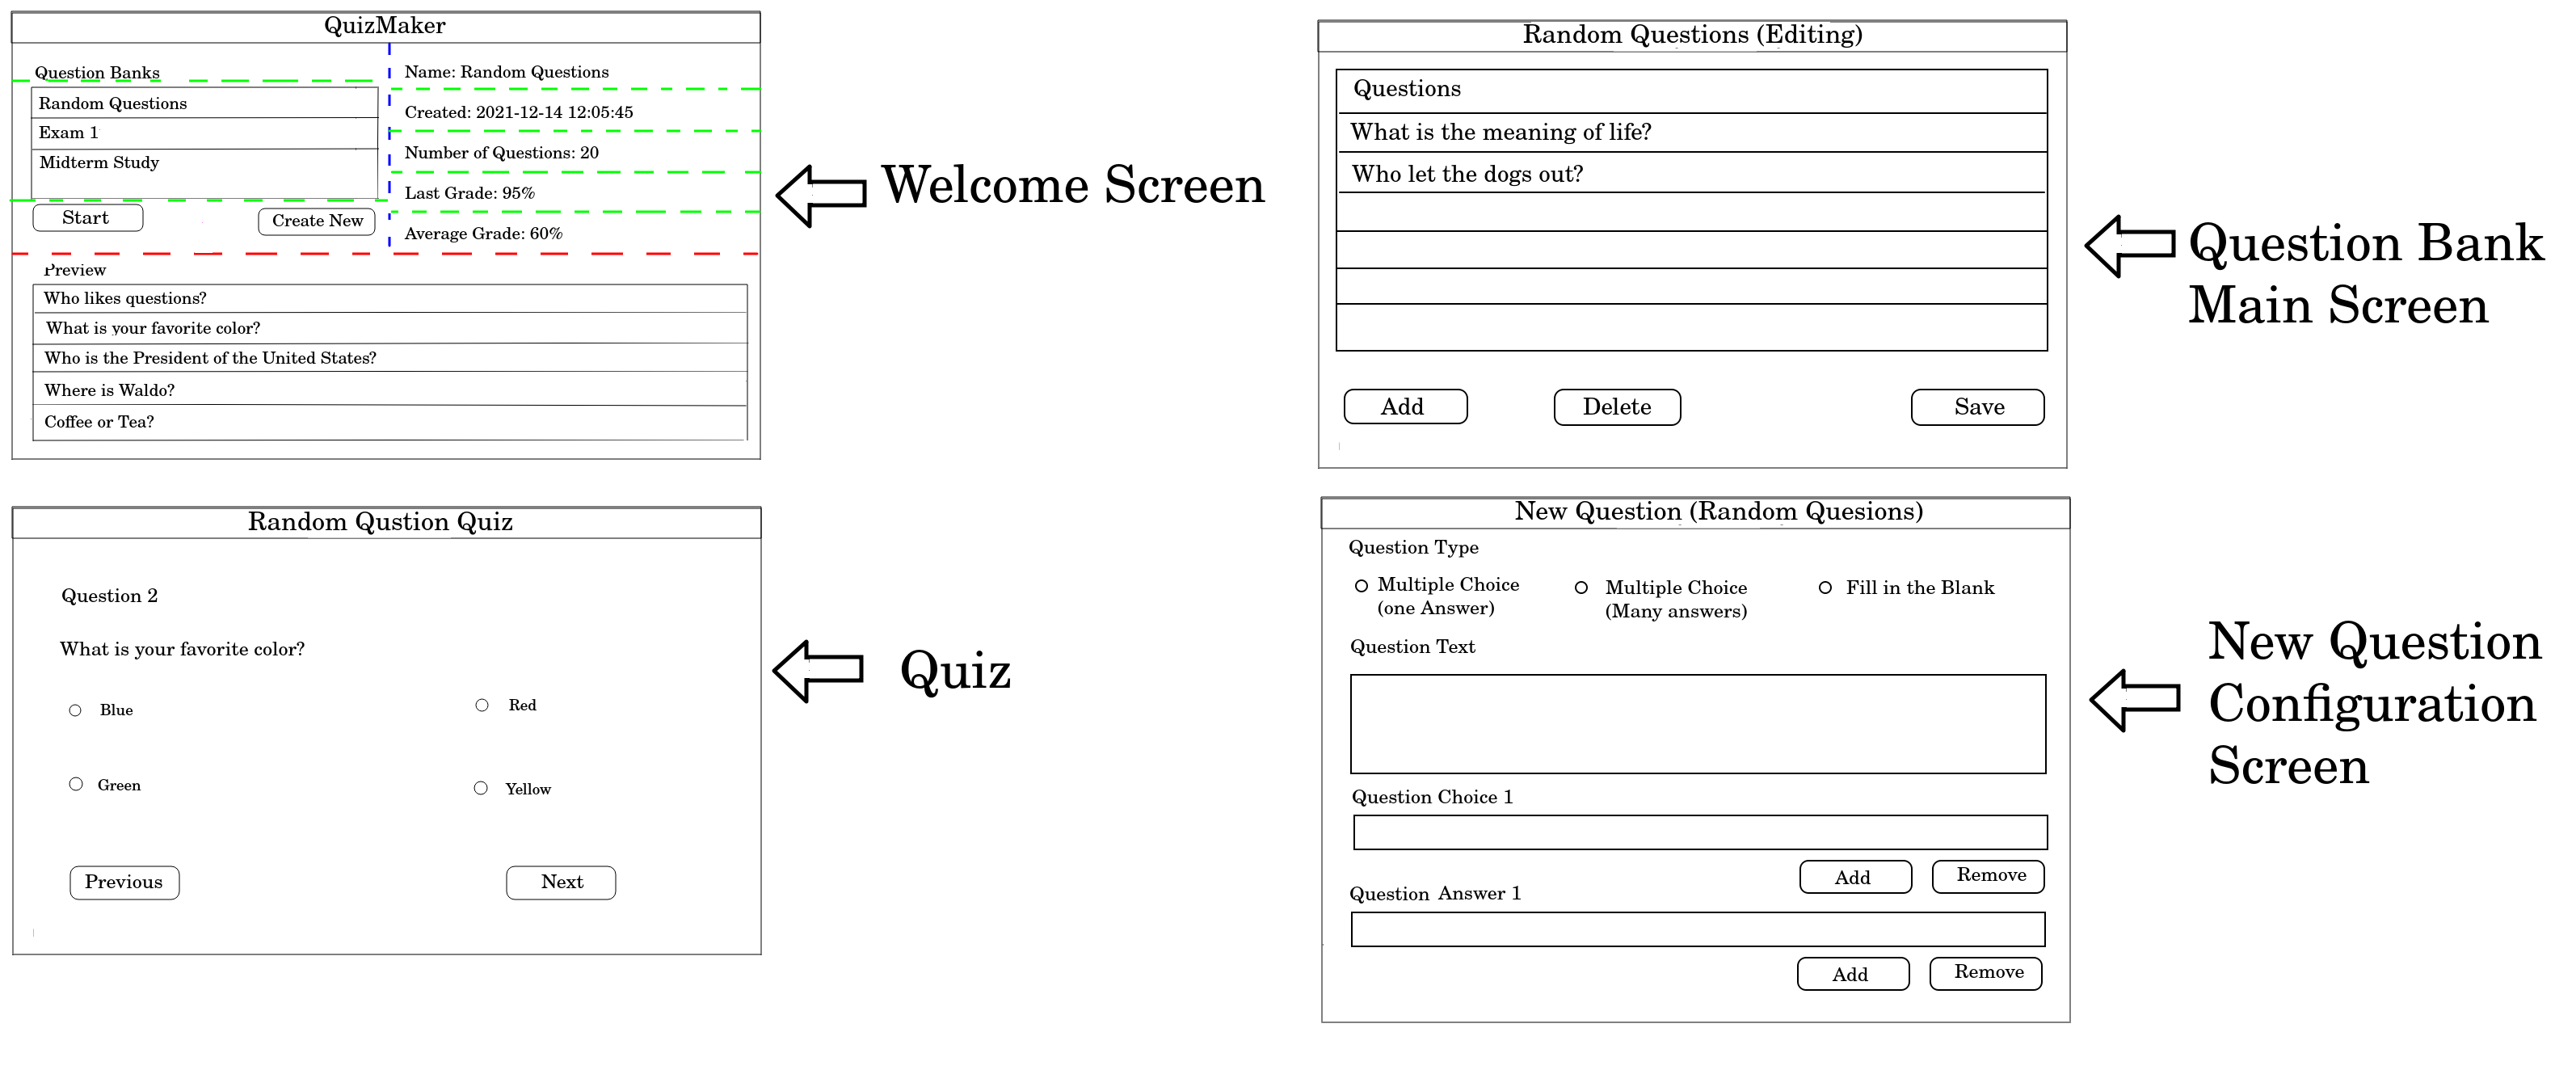 QuizMaker
Question Banks
Random Questions
Exam 1
Midterm Study
Start
Create New
Name: Random Questions
Created: 2021-12-14 12:05:45
Number of Questions: 20
Last Grade: 95%
Average Grade: 60%
Preview
Who likes questions?
What is your favorite color?
Who is the President of the United States?
Where is Waldo?
Coffee or Tea?
Welcome Screen
Random Questions (Editing)
Questions
What is the meaning of life?
Who let the dogs out?
Add
Delete
Save
Question Bank
Main Screen
Random Qustion Quiz
Question 2
What is your favorite color?
Blue
Red
Green
Yellow
Previous
Next
Quiz
New Question (Random Quesions)
Question Type
Multiple Choice
(one Answer)
Multiple Choice
(Many answers)
Fill in the Blank
Question Text
Question Choice 1
Add
Remove
Question Answer 1
Add
Remove
New Question
Configuration
Screen